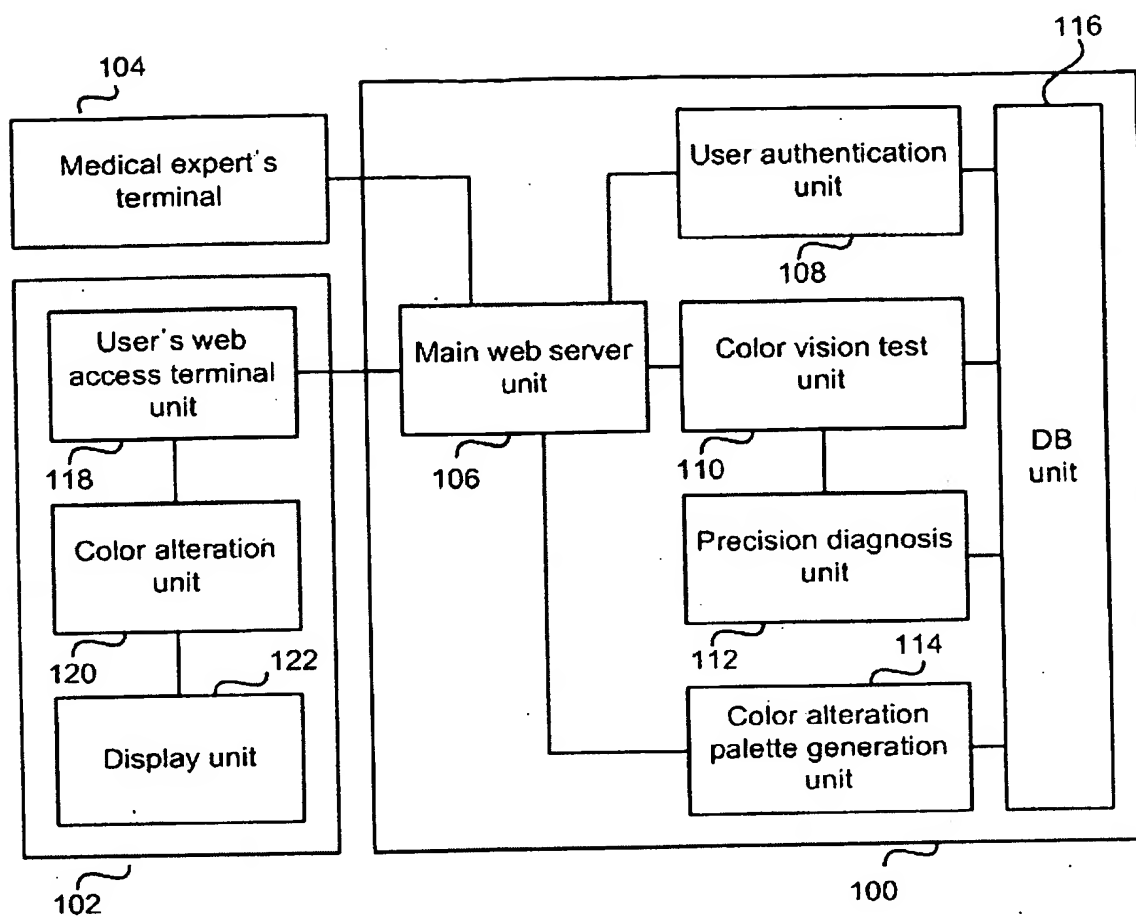 116
104
Medical expert's
terminal
User authentication
unit
108
User's web
access terminal
unit
118
Main web server
unit
106
Color vision test
unit
110
DB
unit
Color alteration
unit
120
Precision diagnosis
unit
112
114
122
Display unit
Color alteration
palette generation
unit
102
100